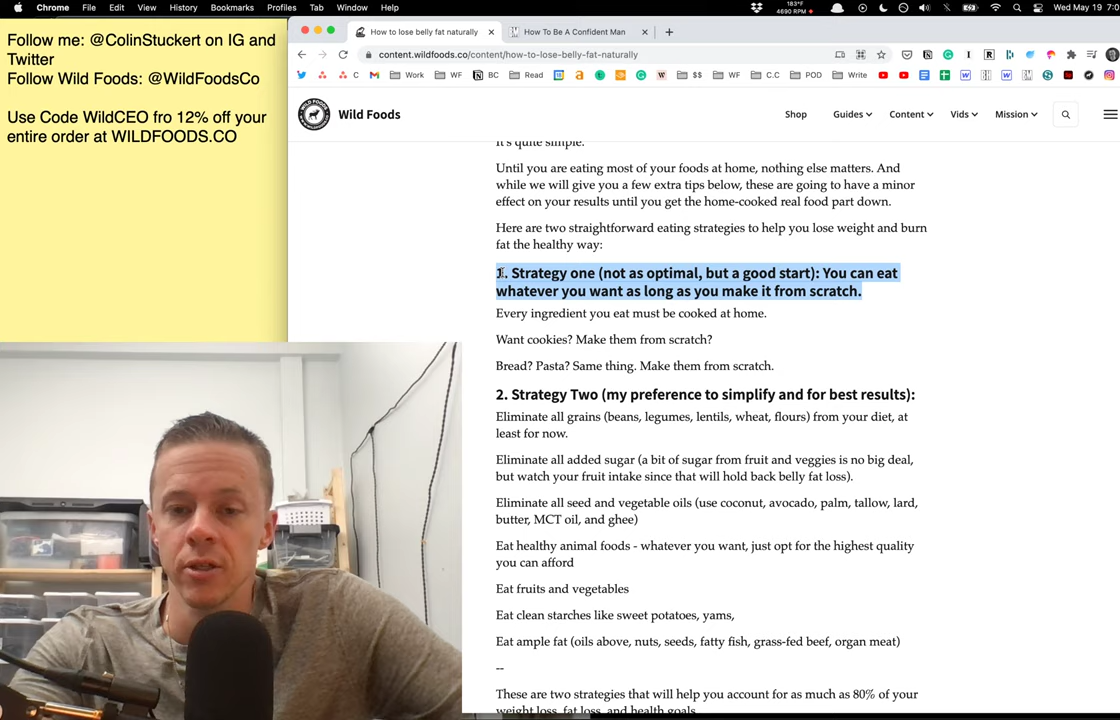 Chrome File Edit View History Bookmarks Profiles Tab Window Help
183°F
4690 RPM
Wed May 19 7:0
Follow me: @ColinStuckert on IG and
Twitter
Follow Wild Foods: @WildFoodsCo
Use Code WildCEO fro 12% off your
entire order at WILDFOODS.CO
How to lose belly fat naturally
How To Be A Confident Man
content.wildfoods.co/content/how-to-lose-belly-fat-naturally
C Work WF BC Read $$ WF C.C POD Write
WILD FOODS
Wild Foods
Shop Guides Content Vids Mission
It's quite simple.
Until you are eating most of your foods at home, nothing else matters. And
while we will give you a few extra tips below, these are going to have a minor
effect on your results until you get the home-cooked real food part down.
Here are two straightforward eating strategies to help you lose weight and burn
fat the healthy way:
1. Strategy one (not as optimal, but a good start): You can eat
whatever you want as long as you make it from scratch.
Every ingredient you eat must be cooked at home.
Want cookies? Make them from scratch?
Bread? Pasta? Same thing. Make them from scratch.
2. Strategy Two (my preference to simplify and for best results):
Eliminate all grains (beans, legumes, lentils, wheat, flours) from your diet, at
least for now.
Eliminate all added sugar (a bit of sugar from fruit and veggies is no big deal,
but watch your fruit intake since that will hold back belly fat loss).
Eliminate all seed and vegetable oils (use coconut, avocado, palm, tallow, lard,
butter, MCT oil, and ghee)
Eat healthy animal foods - whatever you want, just opt for the highest quality
you can afford
Eat fruits and vegetables
Eat clean starches like sweet potatoes, yams,
Eat ample fat (oils above, nuts, seeds, fatty fish, grass-fed beef, organ meat)
--
These are two strategies that will help you account for as much as 80% of your
weight loss, fat loss, and health goals.